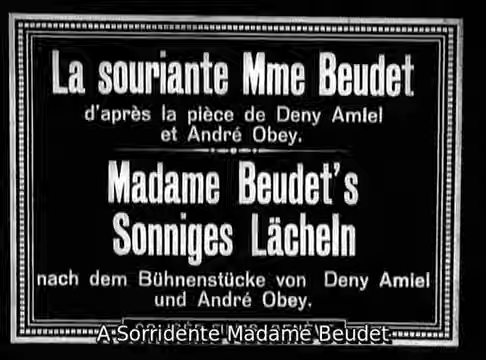 La souriante Mme Beudet
d'après la pièce de Deny Amiel
et André Obey.
Madame Beudet's
Sonniges Lächeln
nach dem Bühnenstücke von Deny Amiel
und André Obey.
A Sorridente Madame Beudet